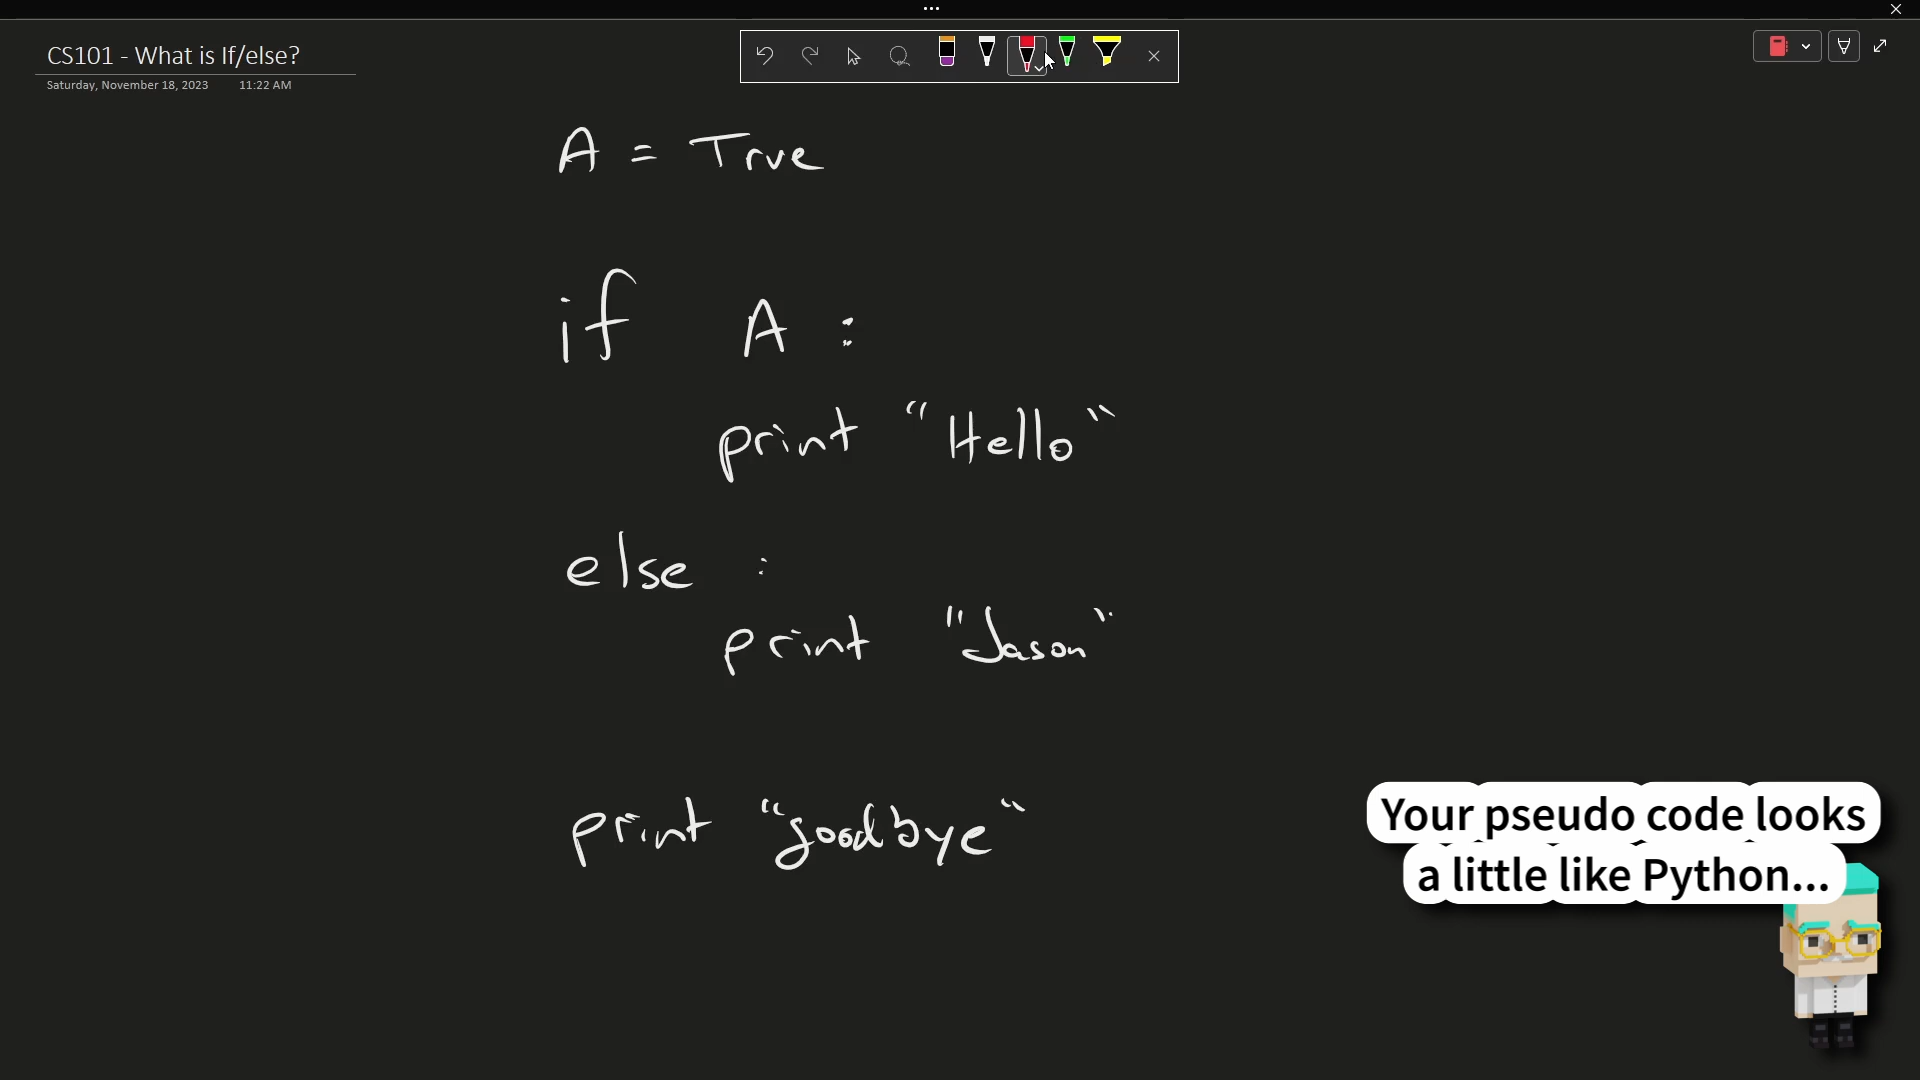 CS101 - What is If/else?
Saturday, November 18, 2023 11:22 AM
A = True
if A :
print "Hello"
else :
print "Jason"
print "goodbye"
Your pseudo code looks
a little like Python...